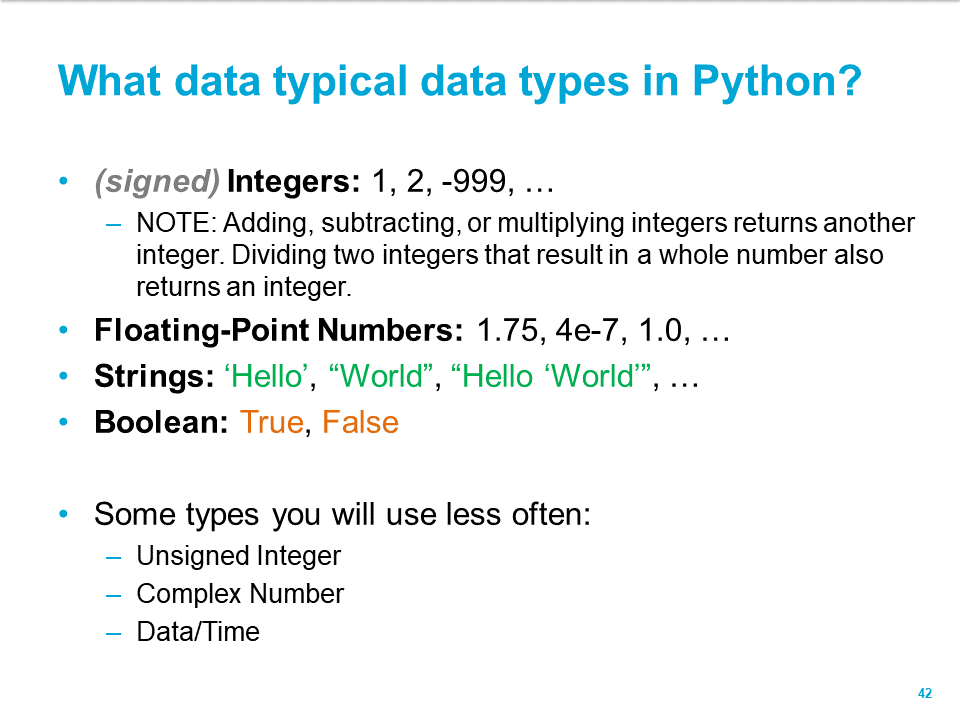 What data typical data types in Python?
• (signed) Integers: 1, 2, -999, …
– NOTE: Adding, subtracting, or multiplying integers returns another
integer. Dividing two integers that result in a whole number also
returns an integer.
• Floating-Point Numbers: 1.75, 4e-7, 1.0, …
• Strings: ‘Hello’, “World”, “Hello ‘World’”, …
• Boolean: True, False
• Some types you will use less often:
– Unsigned Integer
– Complex Number
– Data/Time
42